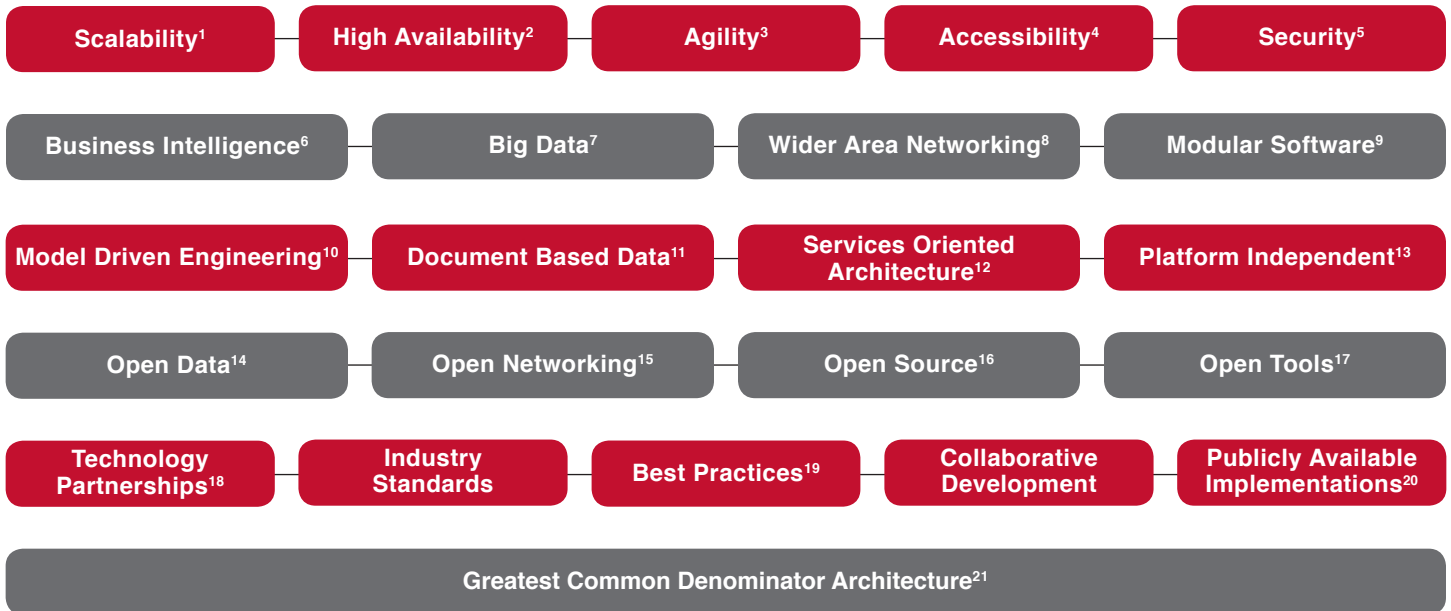 Scalability¹
High Availability²
Agility³
Accessibility⁴
Security⁵
Business Intelligence⁶
Big Data⁷
Wider Area Networking⁸
Modular Software⁹
Model Driven Engineering¹⁰
Document Based Data¹¹
Services Oriented
Architecture¹²
Platform Independent¹³
Open Data¹⁴
Open Networking¹⁵
Open Source¹⁶
Open Tools¹⁷
Technology
Partnerships¹⁸
Industry
Standards
Best Practices¹⁹
Collaborative
Development
Publicly Available
Implementations²⁰
Greatest Common Denominator Architecture²¹